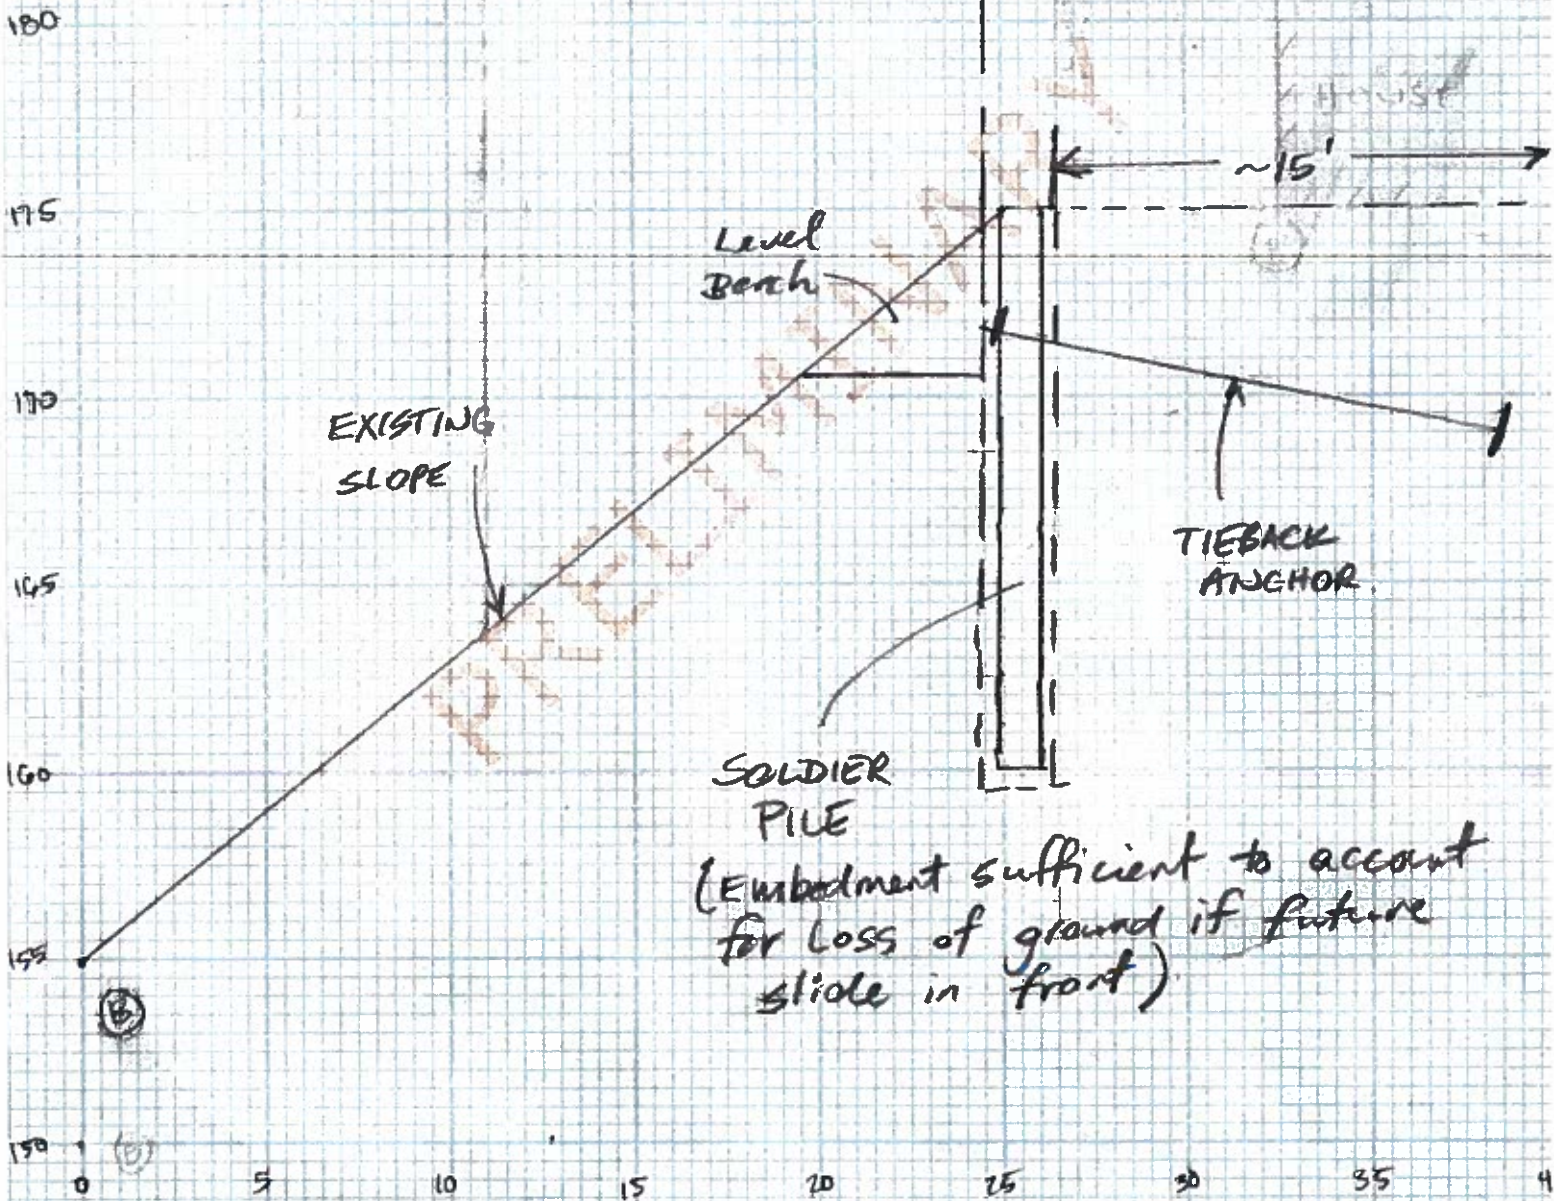 180
House
~15'
175
Level
Bench
(E)
170
EXISTING
SLOPE
PRELIMINARY
TIEBACK
ANCHOR
165
160
SOLDIER
PILE
(Embedment sufficient to account
for Loss of ground if future
slide in front)
155
B
150
(B)
0 5 10 15 20 25 30 35 4